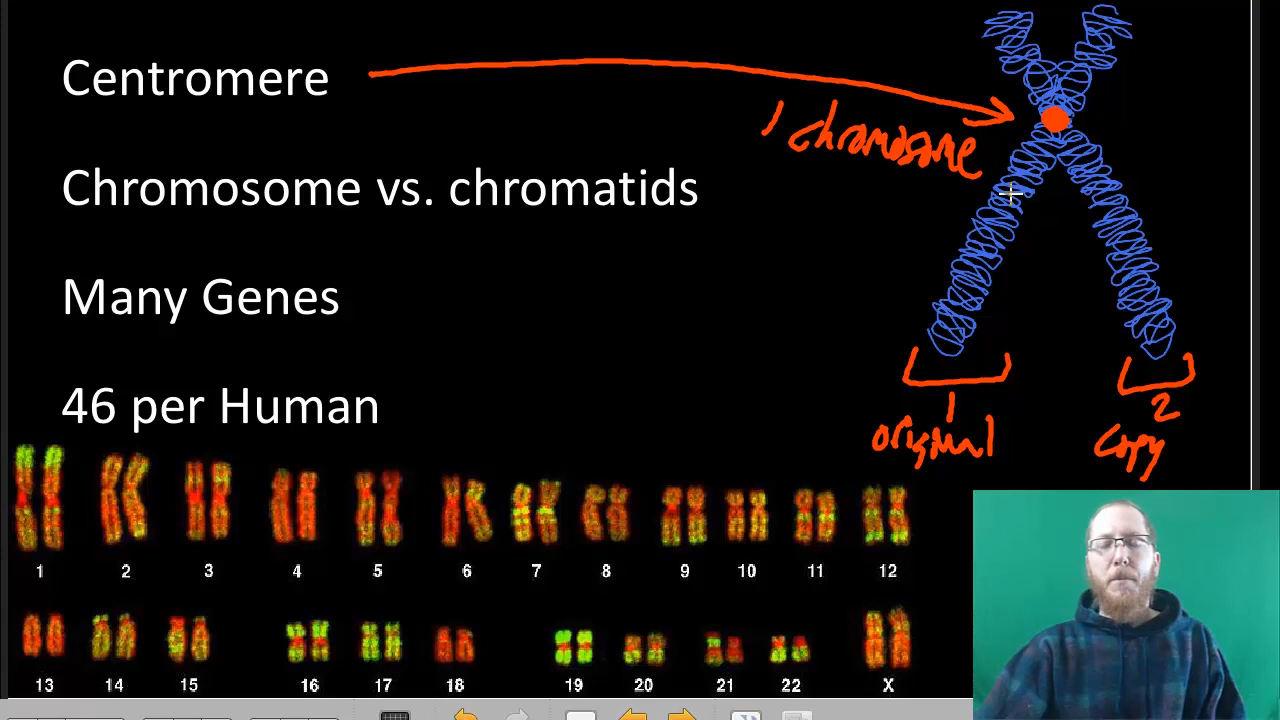 Centromere
1 chromosome
Chromosome vs. chromatids
Many Genes
46 per Human
1 2
original copy
1 2 3 4 5 6 7 8 9 10 11 12
13 14 15 16 17 18 19 20 21 22 X